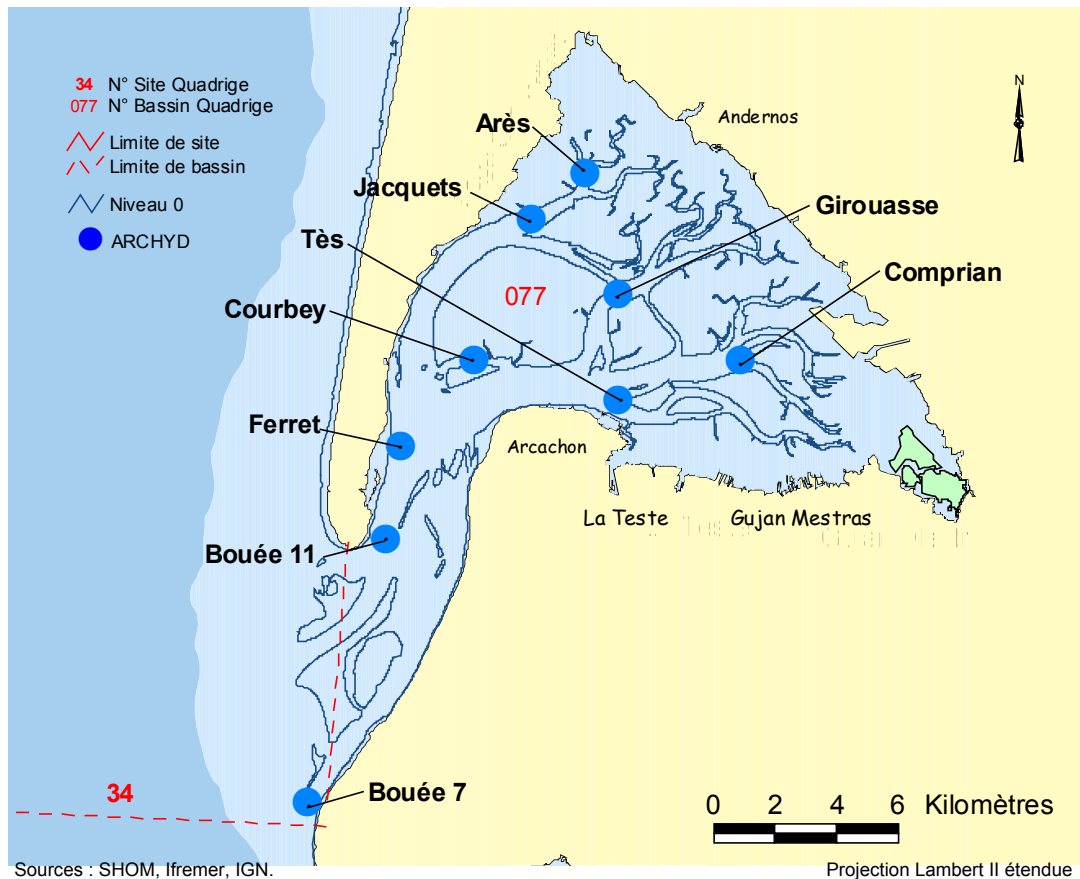 34 N° Site Quadrige
077 N° Bassin Quadrige
Limite de site
Limite de bassin
Niveau 0
ARCHYD
N
Andernos
Arès
Jacquets
Girouasse
Tès
Comprian
077
Courbey
Ferret
Arcachon
La Teste
Gujan Mestras
Bouée 11
34
Bouée 7
0 2 4 6 Kilomètres
Sources : SHOM, Ifremer, IGN.
Projection Lambert II étendue